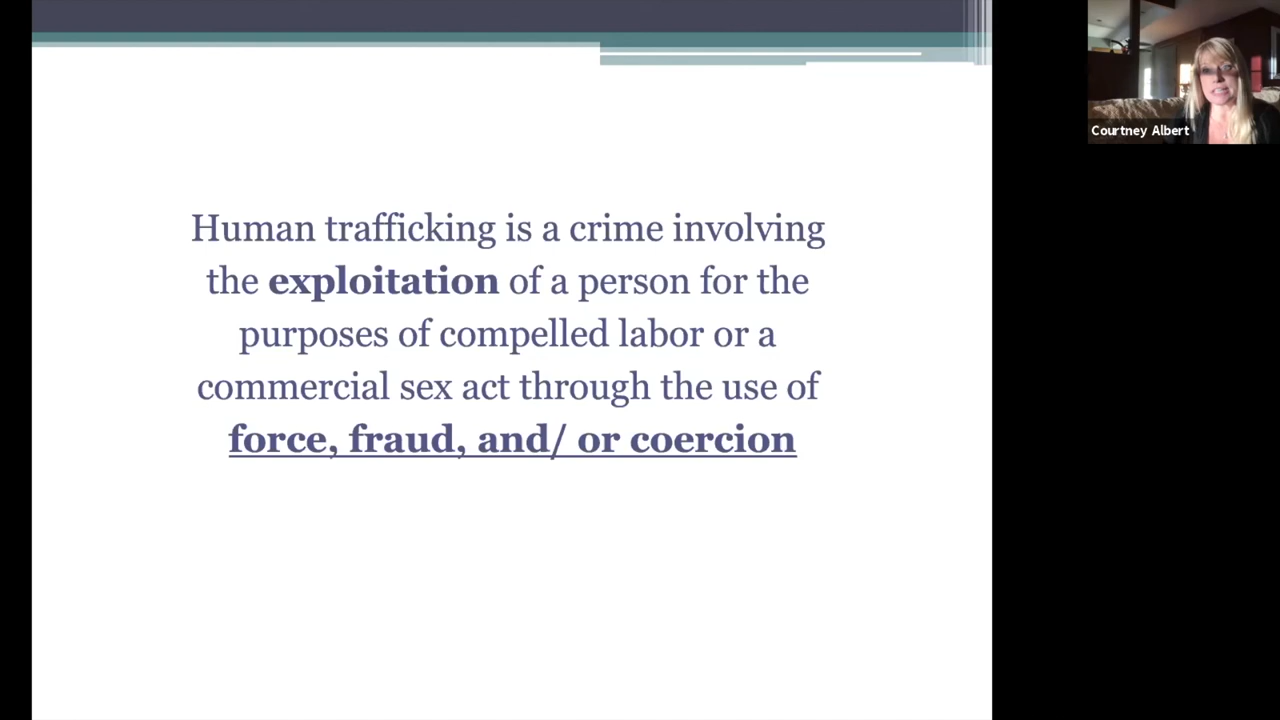 Human trafficking is a crime involving
the exploitation of a person for the
purposes of compelled labor or a
commercial sex act through the use of
force, fraud, and/ or coercion
Courtney Albert